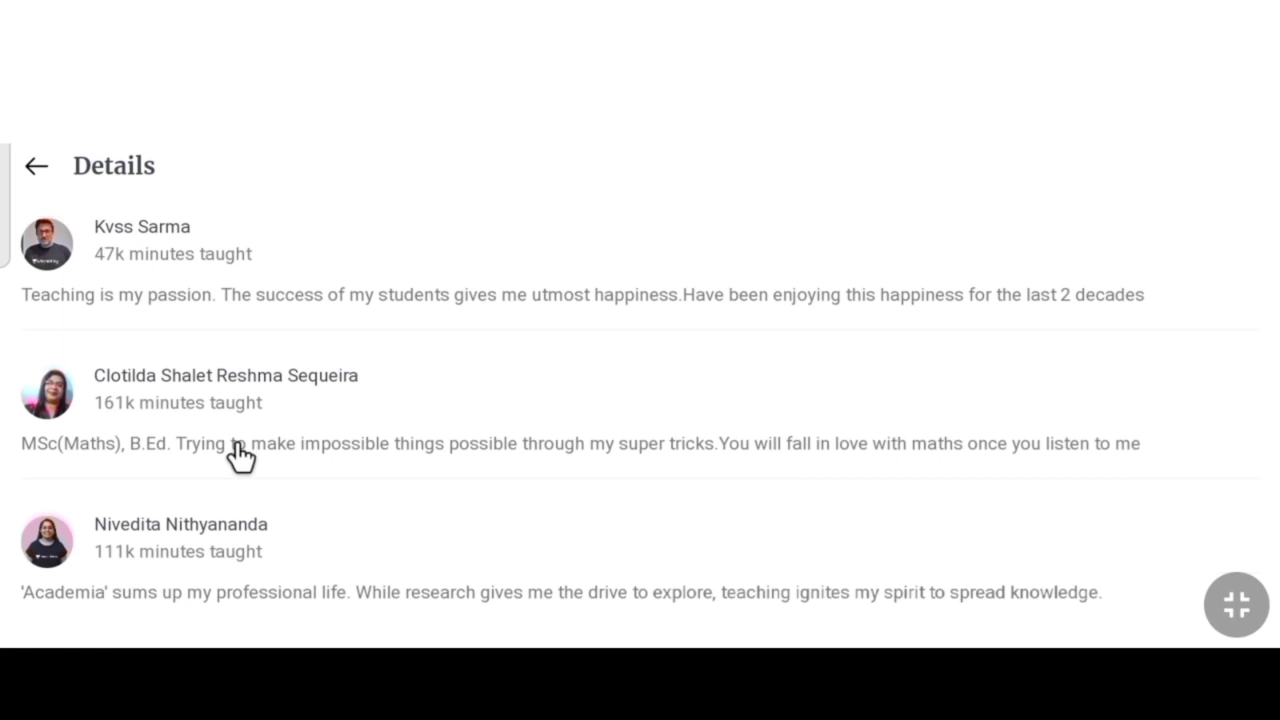 Details
Kvss Sarma
47k minutes taught
Teaching is my passion. The success of my students gives me utmost happiness.Have been enjoying this happiness for the last 2 decades
Clotilda Shalet Reshma Sequeira
161k minutes taught
MSc(Maths), B.Ed. Trying to make impossible things possible through my super tricks.You will fall in love with maths once you listen to me
Nivedita Nithyananda
111k minutes taught
'Academia' sums up my professional life. While research gives me the drive to explore, teaching ignites my spirit to spread knowledge.